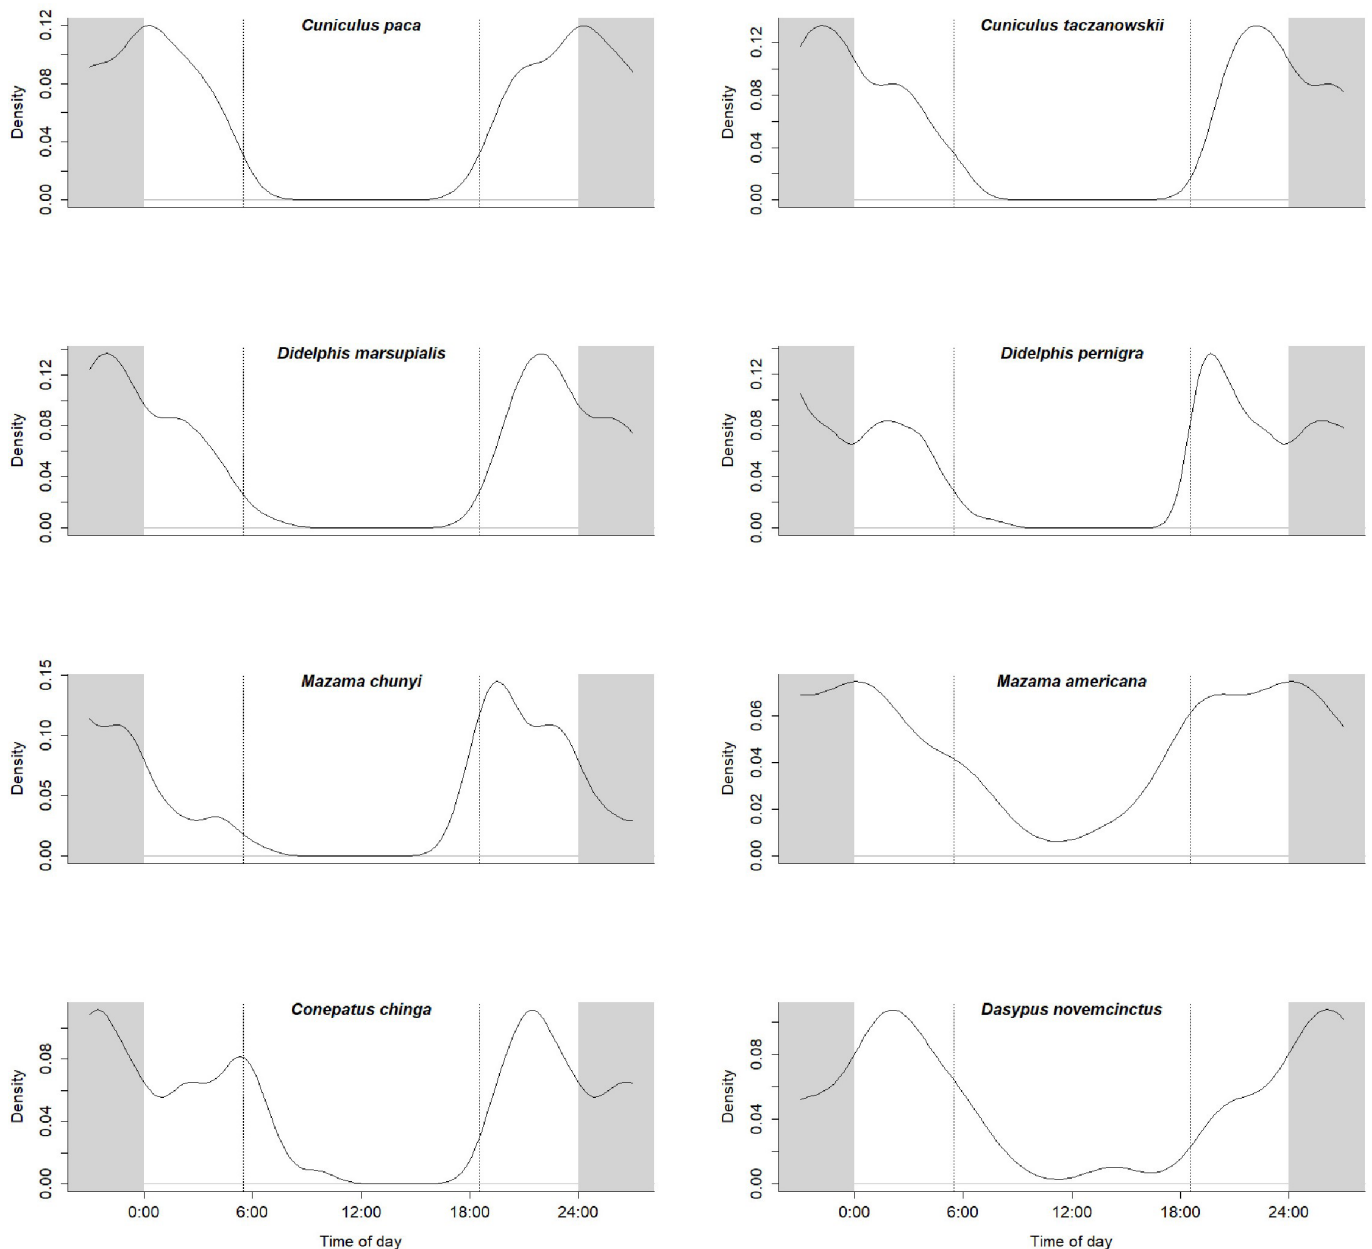 Cuniculus paca
Density
0.00
0.04
0.08
0.12
Cuniculus taczanowskii
Density
0.00
0.04
0.08
0.12
Didelphis marsupialis
Density
0.00
0.04
0.08
0.12
Didelphis pernigra
Density
0.00
0.04
0.08
0.12
Mazama chunyi
Density
0.00
0.05
0.10
0.15
Mazama americana
Density
0.00
0.02
0.04
0.06
Conepatus chinga
Density
0.00
0.04
0.08
0:00 6:00 12:00 18:00 24:00
Time of day
Dasypus novemcinctus
Density
0.00
0.04
0.08
0:00 6:00 12:00 18:00 24:00
Time of day